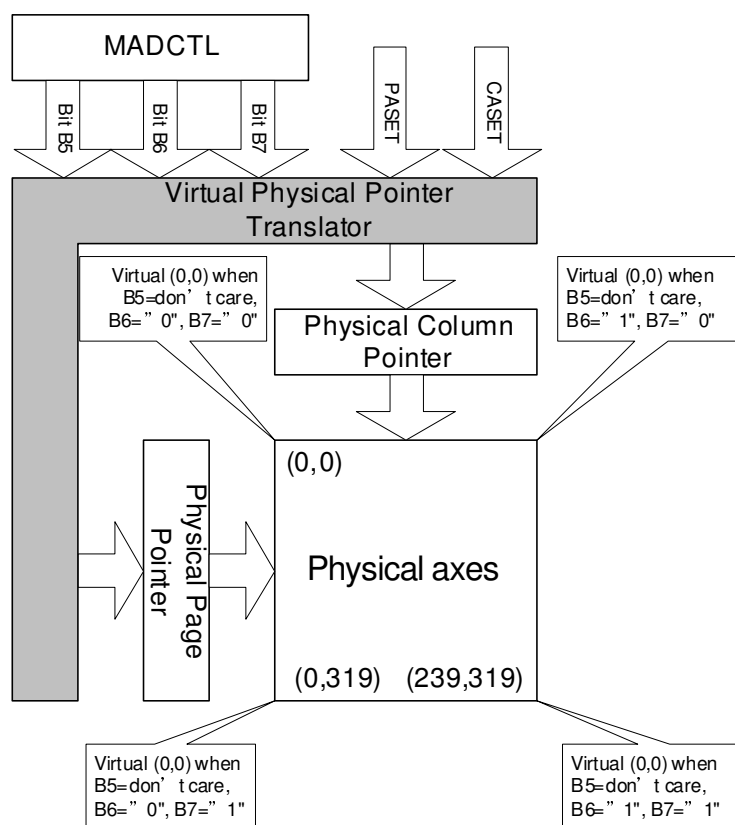 MADCTL
Bit B5
Bit B6
Bit B7
PASET
CASET
Virtual Physical Pointer
Translator
Virtual (0,0) when
B5=don’ t care,
B6=” 0", B7=” 0"
Virtual (0,0) when
B5=don’ t care,
B6=” 1", B7=” 0"
Physical Column
Pointer
Physical Page
Pointer
(0,0)
Physical axes
(0,319) (239,319)
Virtual (0,0) when
B5=don’ t care,
B6=” 0", B7=” 1"
Virtual (0,0) when
B5=don’ t care,
B6=” 1", B7=” 1"